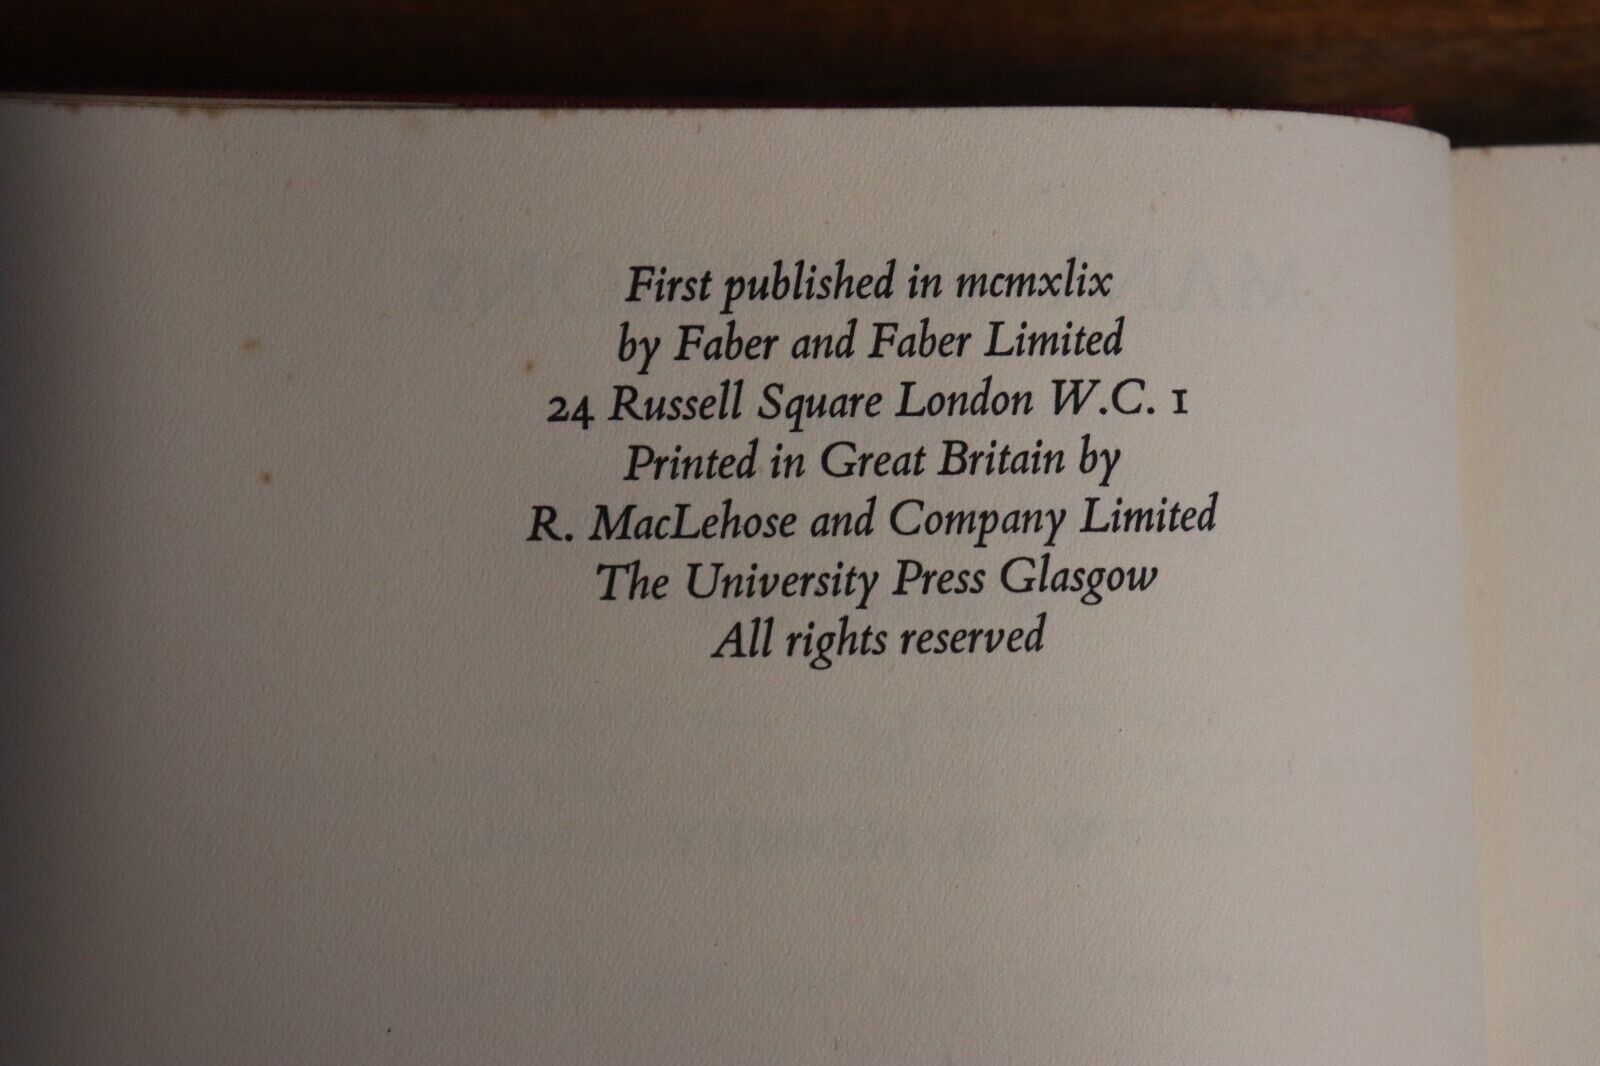 First published in mcmxlix
by Faber and Faber Limited
24 Russell Square London W.C. 1
Printed in Great Britain by
R. MacLehose and Company Limited
The University Press Glasgow
All rights reserved